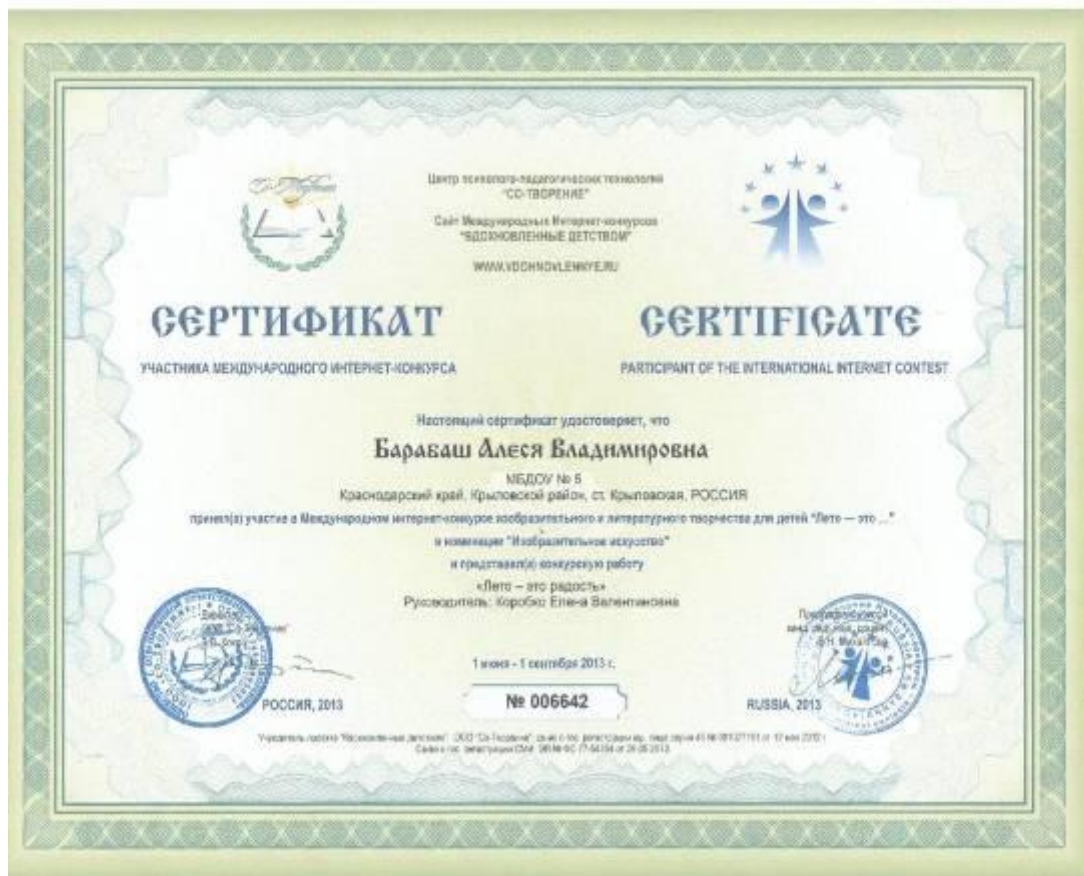 Центр психолого-педагогических технологий
"СО-ТВОРЕНИЕ"
Сайт Международных Интернет-конкурсов
"ВДОХНОВЛЕННЫЕ ДЕТСТВОМ"
WWW.VDOHNOVLENNYE.RU
СЕРТИФИКАТ
УЧАСТНИКА МЕЖДУНАРОДНОГО ИНТЕРНЕТ-КОНКУРСА
CERTIFICATE
PARTICIPANT OF THE INTERNATIONAL INTERNET CONTEST
Настоящий сертификат удостоверяет, что
Барабаш Алеся Владимировна
МБДОУ № 5
Краснодарский край, Крыловской район, ст. Крыловская, РОССИЯ
принял(а) участие в Международном интернет-конкурсе изобразительного и литературного творчества для детей "Лето — это ..."
в номинации "Изобразительное искусство"
и представил(а) конкурсную работу
«Лето – это радость»
Руководитель: Коробко Елена Валентиновна
1 июня - 1 сентября 2013 г.
РОССИЯ, 2013
№ 006642
RUSSIA, 2013